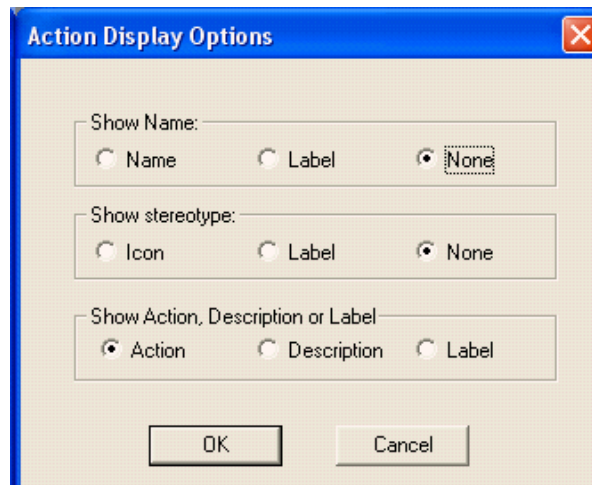 Action Display Options
Show Name:
Name Label None
Show stereotype:
Icon Label None
Show Action, Description or Label
Action Description Label
OK Cancel